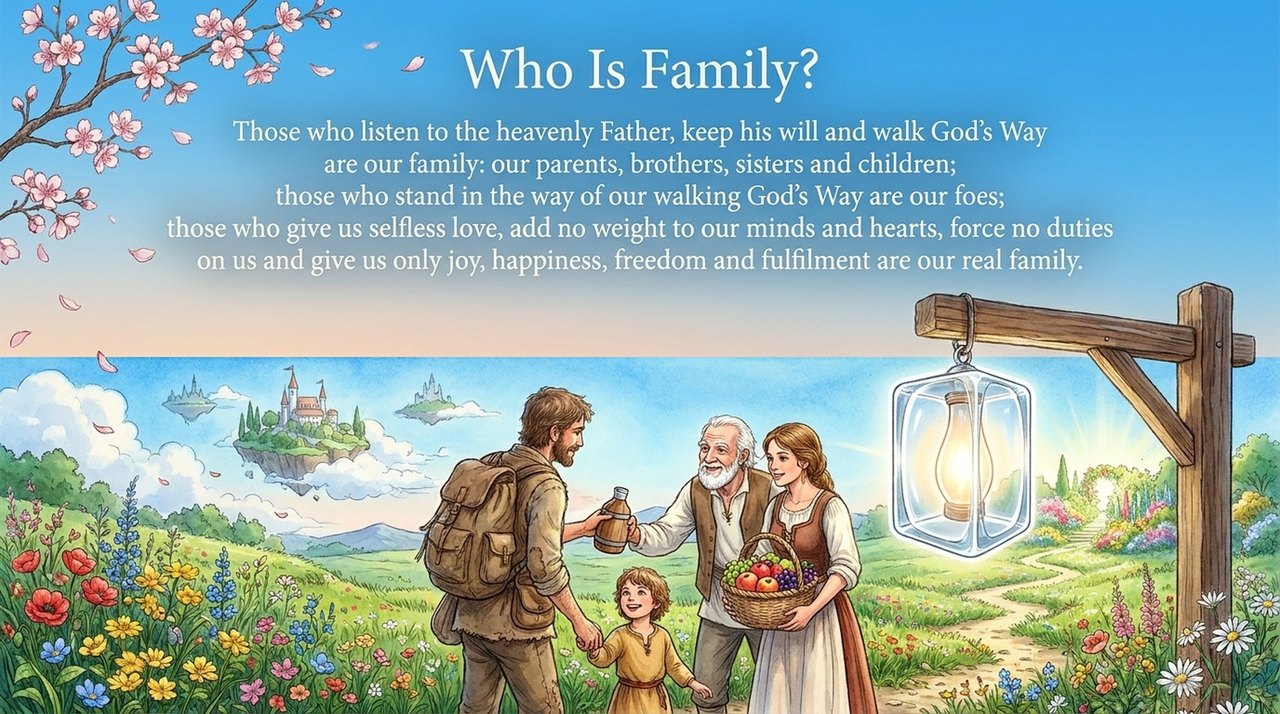 Who Is Family?
Those who listen to the heavenly Father, keep his will and walk God’s Way
are our family: our parents, brothers, sisters and children;
those who stand in the way of our walking God’s Way are our foes;
those who give us selfless love, add no weight to our minds and hearts, force no duties
on us and give us only joy, happiness, freedom and fulfilment are our real family.